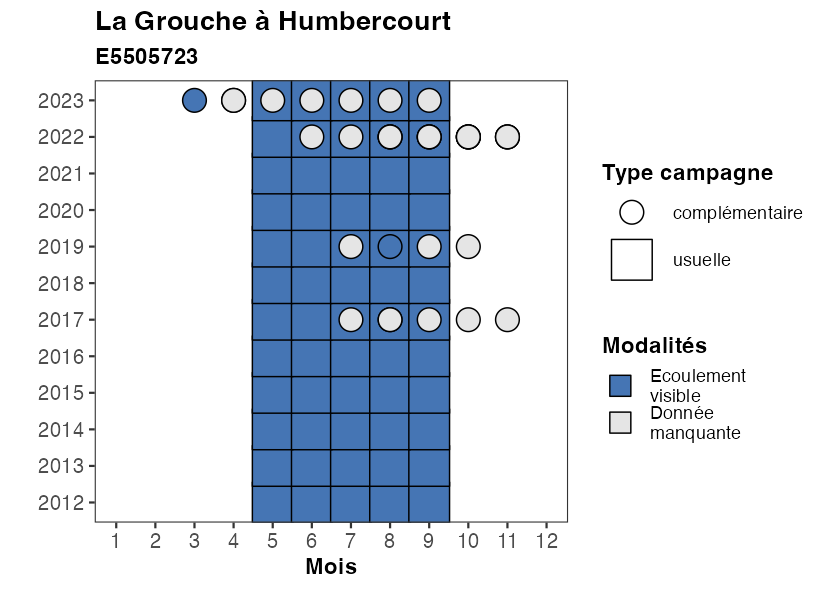 La Grouche à Humbercourt
E5505723
2023
2022
2021
2020
2019
2018
2017
2016
2015
2014
2013
2012
1 2 3 4 5 6 7 8 9 10 11 12
Mois
Type campagne
complémentaire
usuelle
Modalités
Ecoulement
visible
Donnée
manquante